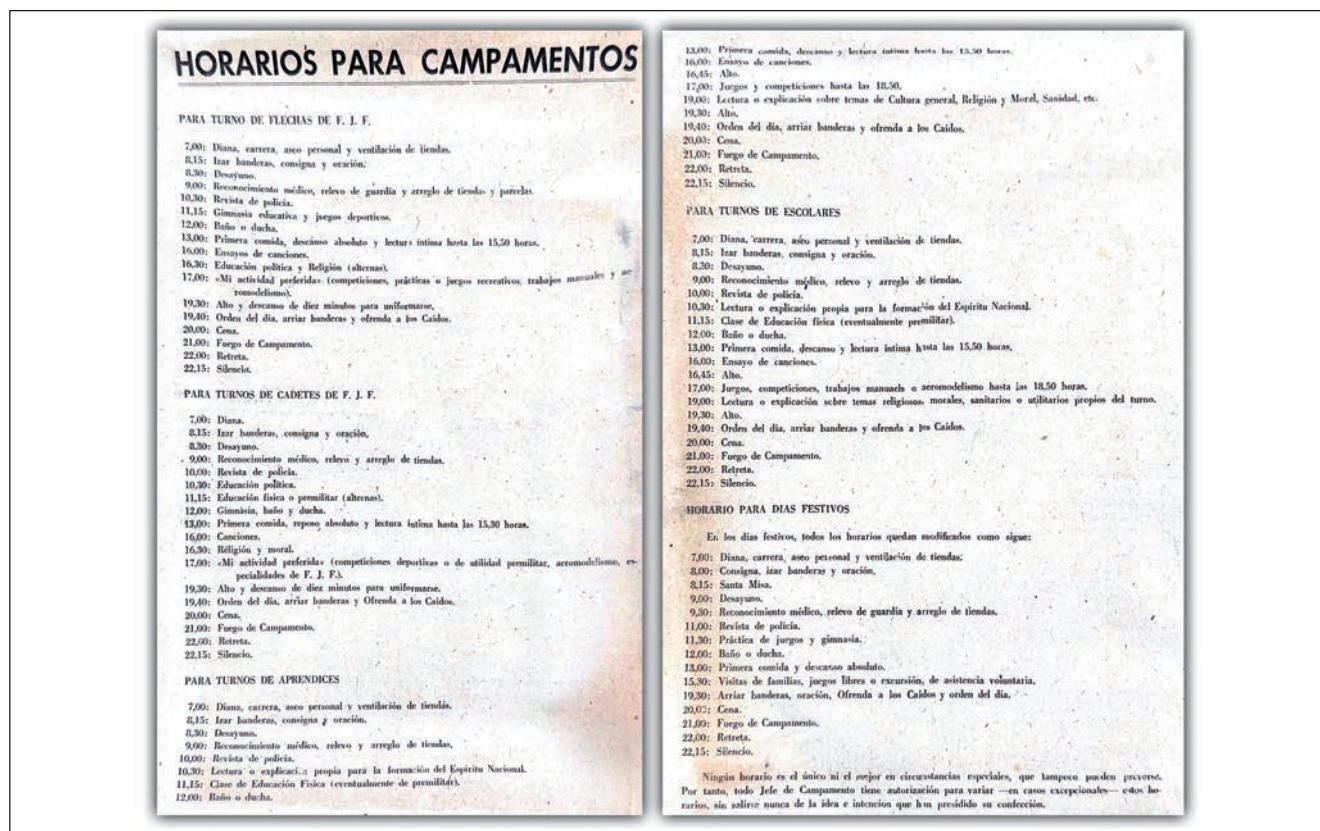 HORARIOS PARA CAMPAMENTOS
PARA TURNO DE FLECHAS DE F. J. F.
7,00: Diana, carrera, aseo personal y ventilación de tiendas.
8,15: Izar banderas, consigna y oración.
8,30: Desayuno.
9,00: Reconocimiento médico, relevo de guardia y arreglo de tiendas y parcelas.
10,30: Revista de policía.
11,15: Gimnasia educativa y juegos deportivos.
12,00: Baño o ducha.
13,00: Primera comida, descanso absoluto y lectura íntima hasta las 15,50 horas.
16,00: Ensayos de canciones.
16,30: Educación política y Religión (alternas).
17,00: «Mi actividad preferida» (competiciones, prácticas o juegos recreativos, trabajos manuales y ae-
romodelismo).
19,30: Alto y descanso de diez minutos para uniformarse.
19,40: Orden del día, arriar banderas y ofrenda a los Caídos.
20,00: Cena.
21,00: Fuego de Campamento.
22,00: Retreta.
22,15: Silencio.
PARA TURNOS DE CADETES DE F. J. F.
7,00: Diana.
8,15: Izar banderas, consigna y oración.
8,30: Desayuno.
9,00: Reconocimiento médico, relevo y arreglo de tiendas.
10,00: Revista de policía.
10,30: Educación política.
11,15: Educación física o premilitar (alternas).
12,00: Gimnasia, baño y ducha.
13,00: Primera comida, reposo absoluto y lectura íntima hasta las 15,30 horas.
16,00: Canciones.
16,30: Religión y moral.
17,00: «Mi actividad preferida» (competiciones deportivas o de utilidad premilitar, aeromodelismo, es-
pecialidades de F. J. F.).
19,30: Alto y descanso de diez minutos para uniformarse.
19,40: Orden del día, arriar banderas y Ofrenda a los Caídos.
20,00: Cena.
21,00: Fuego de Campamento.
22,00: Retreta.
22,15: Silencio.
PARA TURNOS DE APRENDICES
7,00: Diana, carrera, aseo personal y ventilación de tiendas.
8,15: Izar banderas, consigna y oración.
8,30: Desayuno.
9,00: Reconocimiento médico, relevo y arreglo de tiendas.
10,00: Revista de policía.
10,30: Lectura o explicación propia para la formación del Espíritu Nacional.
11,15: Clase de Educación Física (eventualmente de premilitar).
12,00: Baño o ducha.
13,00: Primera comida, descanso y lectura íntima hasta las 15,50 horas.
16,00: Ensayo de canciones.
16,45: Alto.
17,00: Juegos y competiciones hasta las 18,50.
19,00: Lectura o explicación sobre temas de Cultura general, Religión y Moral, Sanidad, etc.
19,30: Alto.
19,40: Orden del día, arriar banderas y ofrenda a los Caídos.
20,00: Cena.
21,00: Fuego de Campamento.
22,00: Retreta.
22,15: Silencio.
PARA TURNOS DE ESCOLARES
7,00: Diana, carrera, aseo personal y ventilación de tiendas.
8,15: Izar banderas, consigna y oración.
8,30: Desayuno.
9,00: Reconocimiento médico, relevo y arreglo de tiendas.
10,00: Revista de policía.
10,30: Lectura o explicación propia para la formación del Espíritu Nacional.
11,15: Clase de Educación física (eventualmente premilitar).
12,00: Baño o ducha.
13,00: Primera comida, descanso y lectura íntima hasta las 15,50 horas.
16,00: Ensayo de canciones.
16,45: Alto.
17,00: Juegos, competiciones, trabajos manuacls o aeromodelismo hasta las 18,50 horas.
19,00: Lectura o explicación sobre temas religiosos, morales, sanitarios o utilitarios propios del turno.
19,30: Alto.
19,40: Orden del día, arriar banderas y ofrenda a los Caídos.
20,00: Cena.
21,00: Fuego de Campamento.
22,00: Retreta.
22,15: Silencio.
HORARIO PARA DIAS FESTIVOS
En los días festivos, todos los horarios quedan modificados como sigue:
7,00: Diana, carrera, aseo personal y ventilación de tiendas.
8,00: Consigna, izar banderas y oración.
8,15: Santa Misa.
9,00: Desayuno.
9,30: Reconocimiento médico, relevo de guardia y arreglo de tiendas.
11,00: Revista de policía.
11,30: Práctica de juegos y gimnasia.
12,00: Baño o ducha.
13,00: Primera comida y descanso absoluto.
15,30: Visitas de familias, juegos libres o excursión, de asistencia voluntaria.
19,30: Arriar banderas, oración, Ofrenda a los Caídos y orden del día.
20,00: Cena.
21,00: Fuego de Campamento.
22,00: Retreta.
22,15: Silencio.
Ningún horario es el único ni el mejor en circunstancias especiales, que tampoco pueden preverse.
Por tanto, todo Jefe de Campamento tiene autorización para variar —en casos excepcionales— estos ho-
rarios, sin salirse nunca de la idea e intención que han presidido su confección.